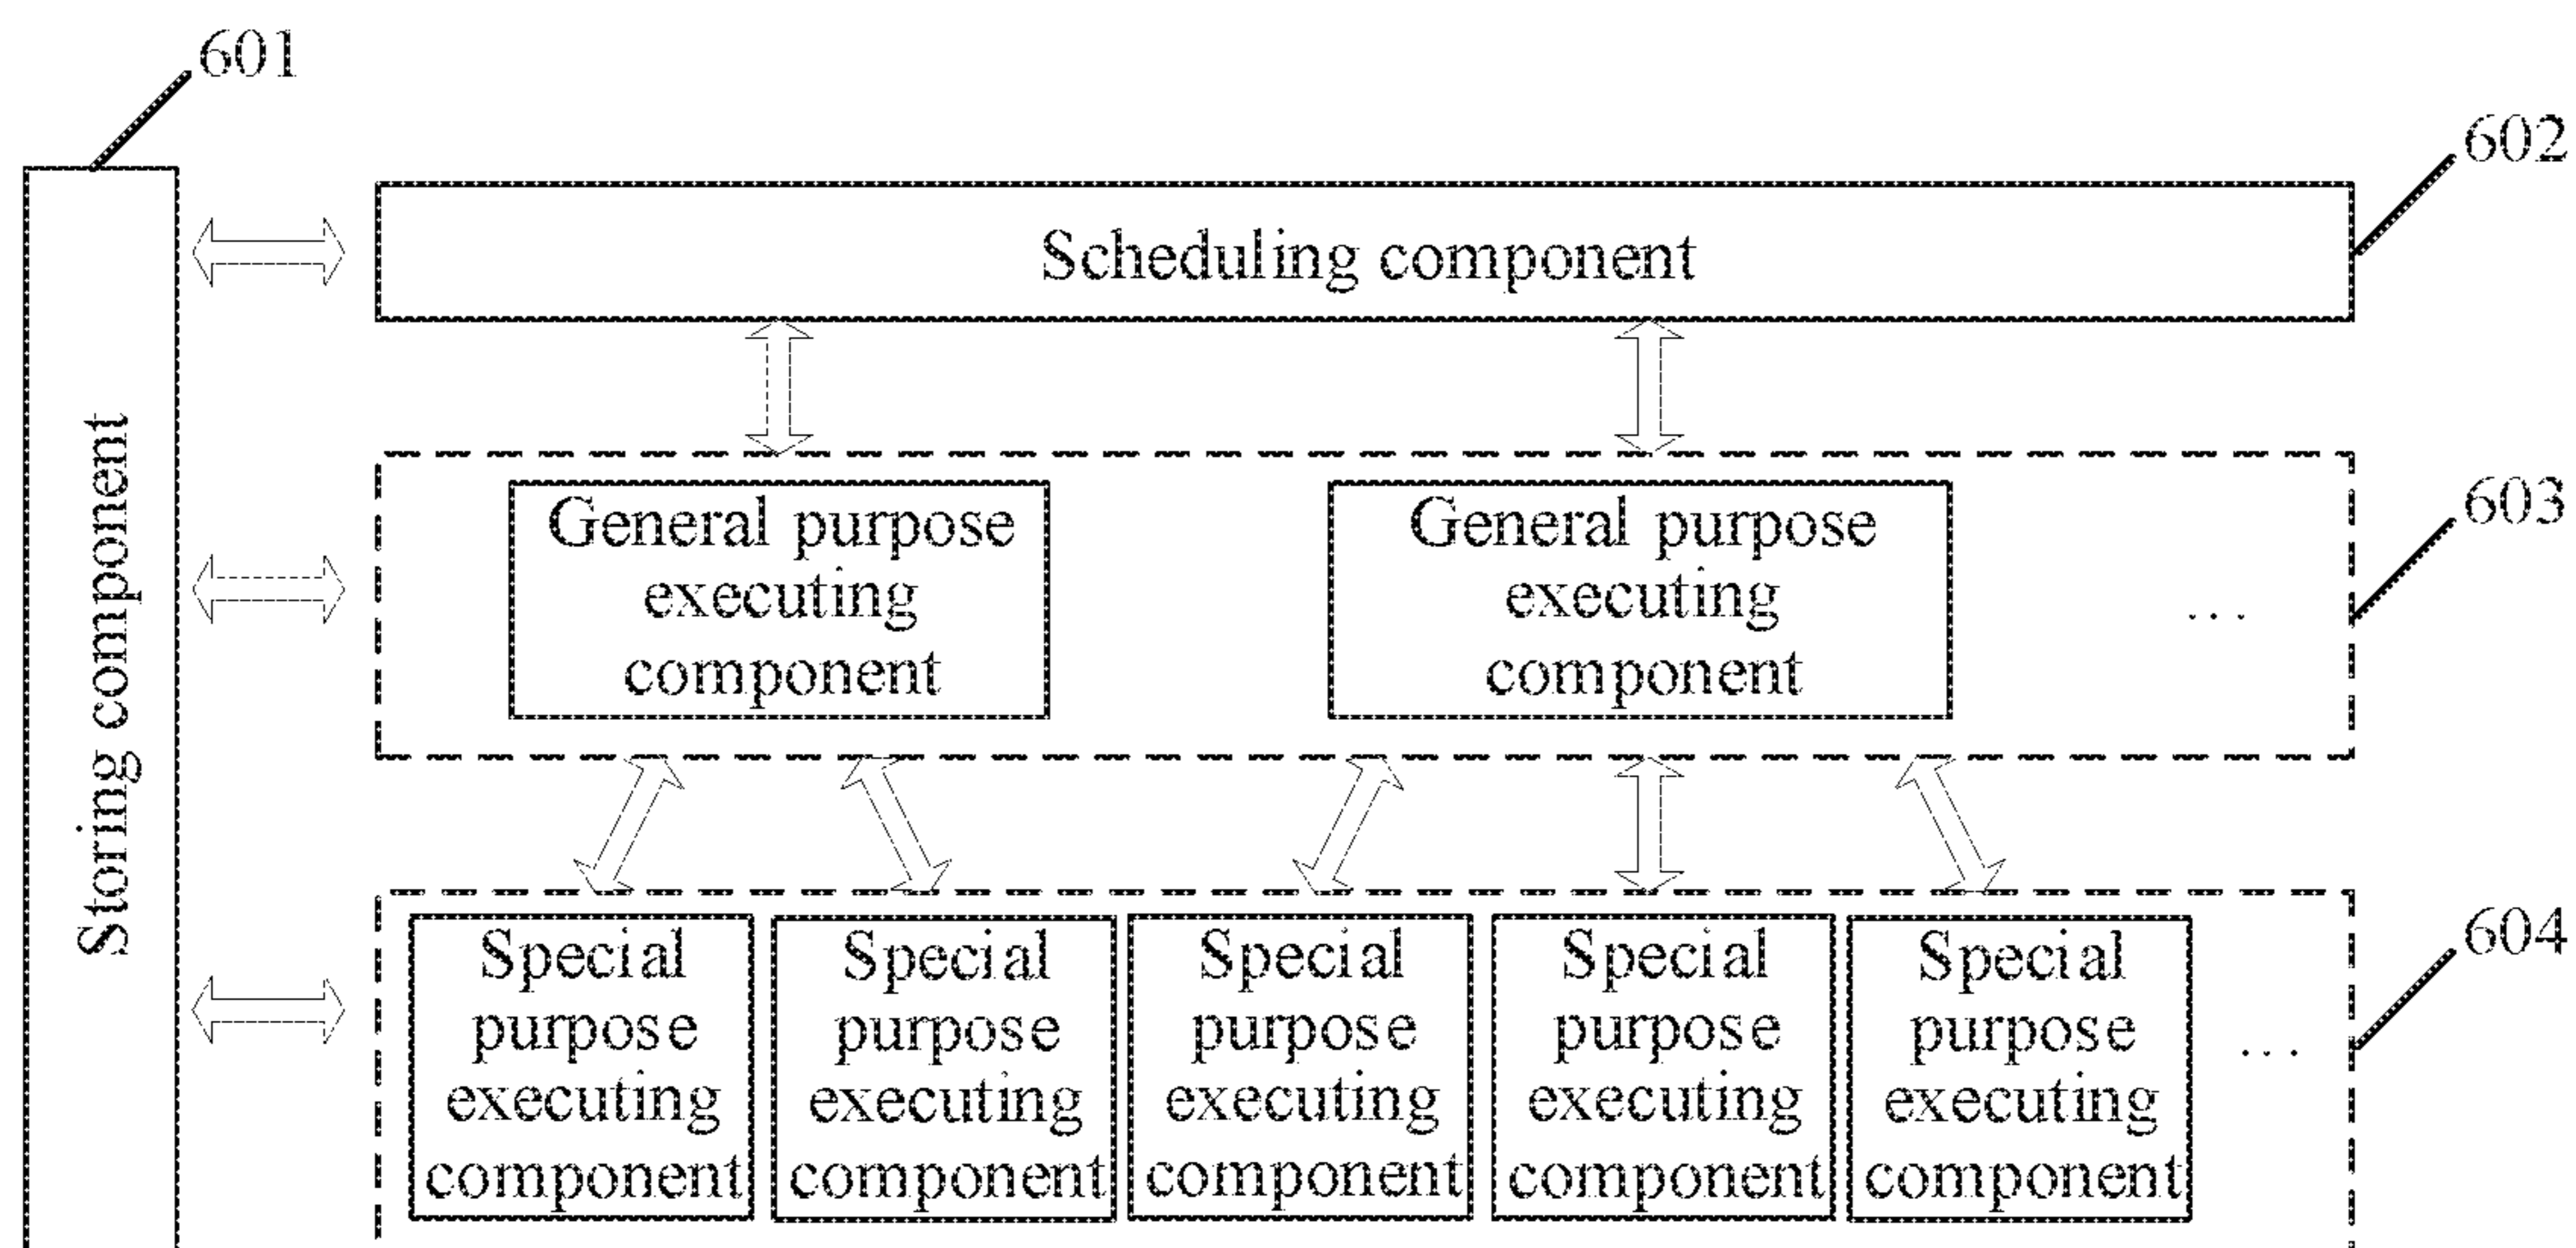 601
602
Scheduling component
Storing component
General purpose
executing
component
General purpose
executing
component
...
603
Special
purpose
executing
component
Special
purpose
executing
component
Special
purpose
executing
component
Special
purpose
executing
component
Special
purpose
executing
component
...
604